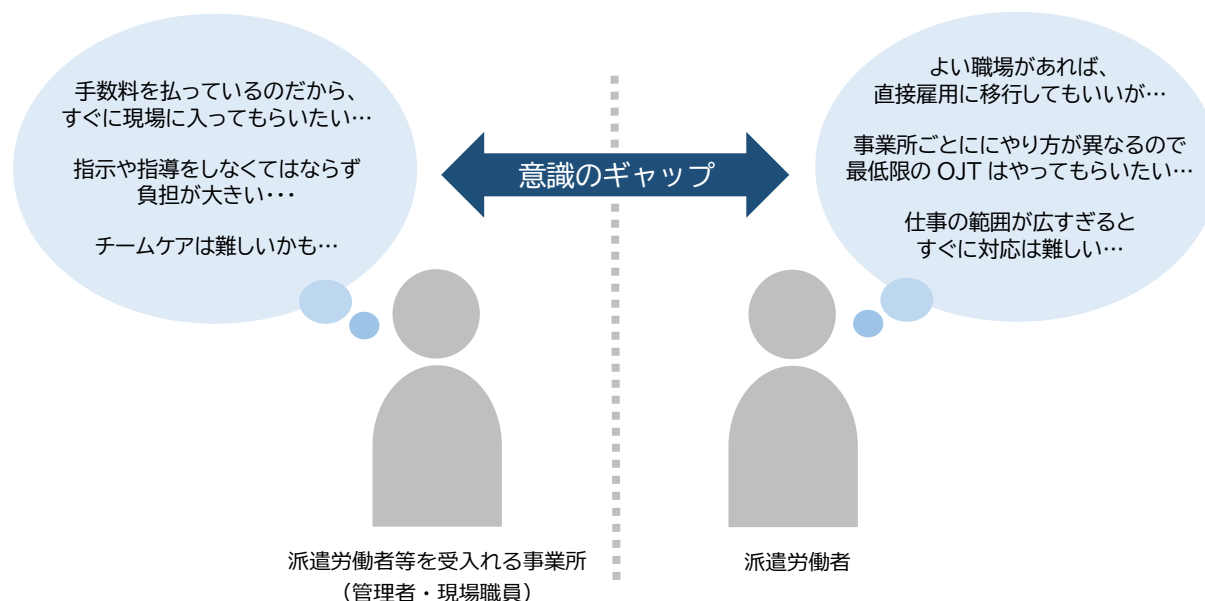 手数料を払っているのだから、
すぐに現場に入ってもらいたい…
指示や指導をしなくてはならず
負担が大きい・・・
チームケアは難しいかも…
意識のギャップ
よい職場があれば、
直接雇用に移行してもいいが…
事業所ごとににやり方が異なるので
最低限の OJT はやってもらいたい…
仕事の範囲が広すぎると
すぐに対応は難しい…
派遣労働者等を受入れる事業所
（管理者・現場職員）
派遣労働者